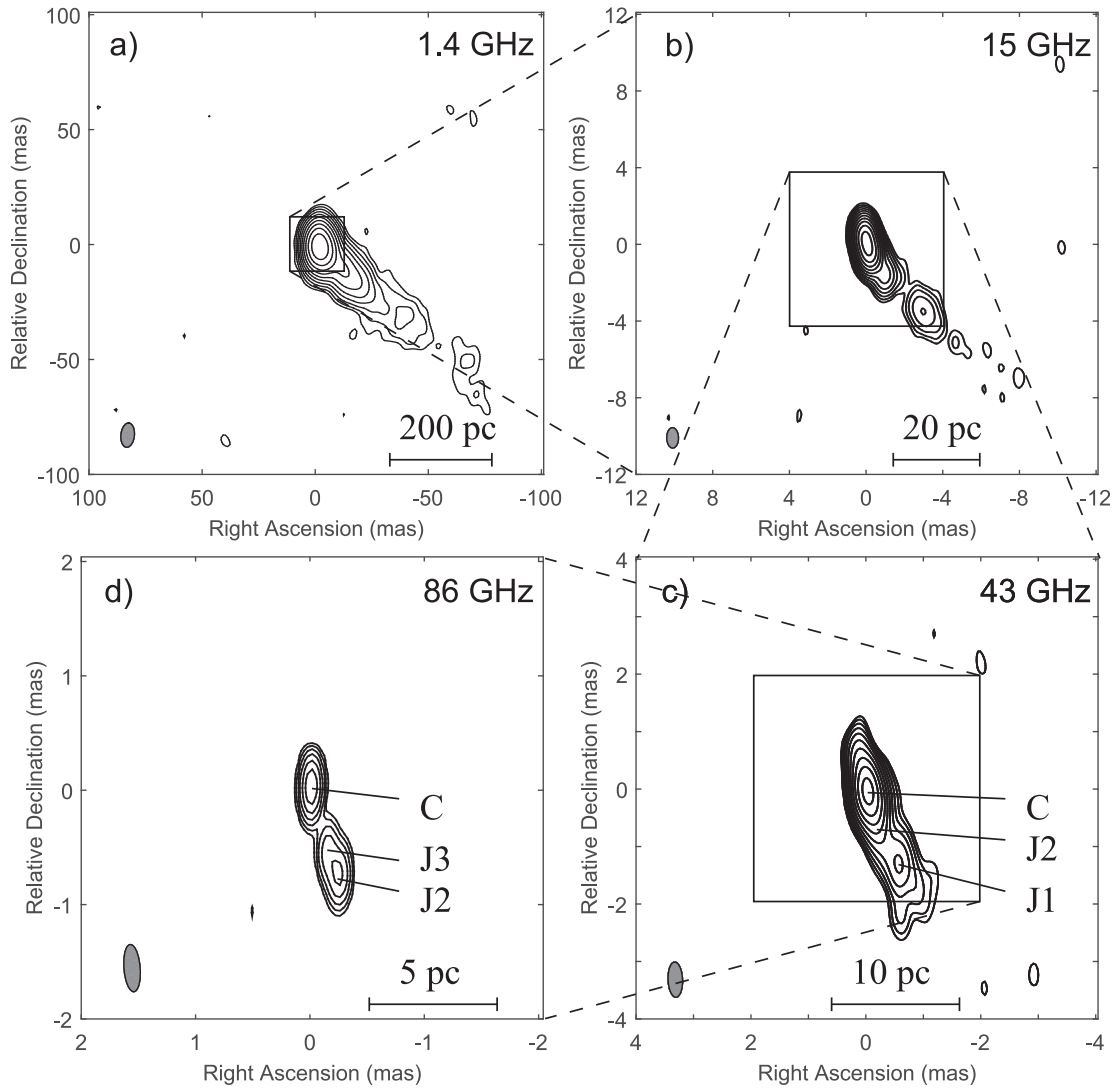 a) 1.4 GHz
Relative Declination (mas)
100
50
0
-50
-100
200 pc
100 50 0 -50 -100
Right Ascension (mas)
b) 15 GHz
Relative Declination (mas)
12
8
4
0
-4
-8
-12
20 pc
12 8 4 0 -4 -8 -12
Right Ascension (mas)
d) 86 GHz
Relative Declination (mas)
2
1
0
-1
-2
C
J3
J2
5 pc
2 1 0 -1 -2
Right Ascension (mas)
c) 43 GHz
Relative Declination (mas)
4
2
0
-2
-4
C
J2
J1
10 pc
4 2 0 -2 -4
Right Ascension (mas)